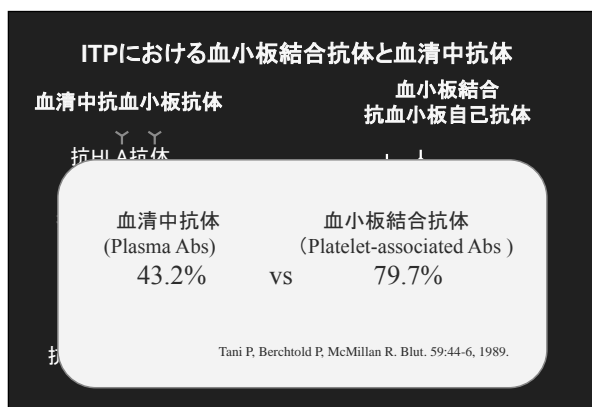 ITPにおける血小板結合抗体と血清中抗体
血清中抗血小板抗体
血小板結合
抗血小板自己抗体
抗HLA抗体
血清中抗体
(Plasma Abs)
43.2%
vs
血小板結合抗体
（Platelet-associated Abs ）
79.7%
抗
Tani P, Berchtold P, McMillan R. Blut. 59:44-6, 1989.